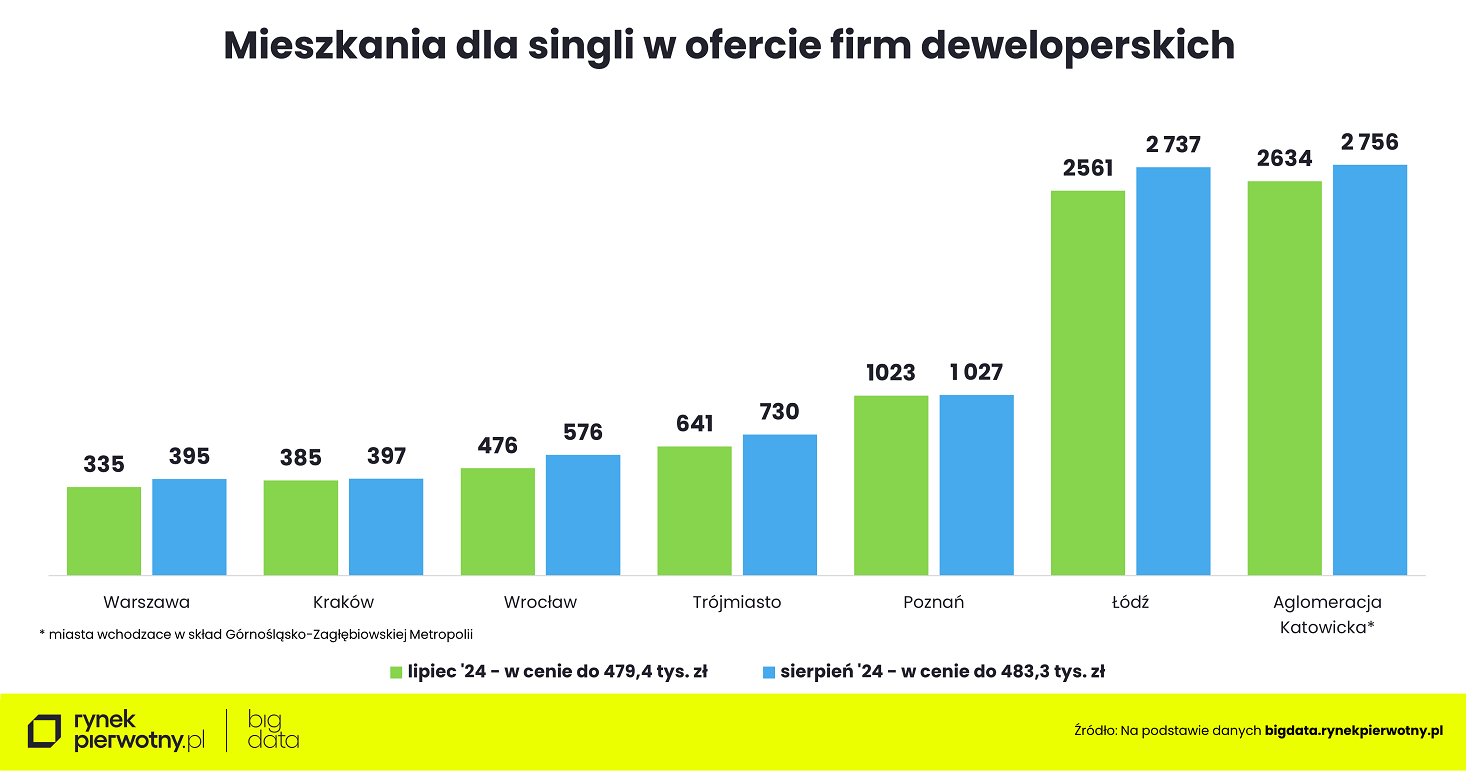 Mieszkania dla singli w ofercie firm deweloperskich
335
395
385
397
476
576
641
730
1023
1 027
2561
2 737
2634
2 756
Warszawa
Kraków
Wrocław
Trójmiasto
Poznań
Łódź
Aglomeracja
Katowicka*
* miasta wchodzace w skład Górnośląsko-Zagłębiowskiej Metropolii
lipiec '24 - w cenie do 479,4 tys. zł
sierpień '24 - w cenie do 483,3 tys. zł
rynek
pierwotny.pl
big
data
Źródło: Na podstawie danych bigdata.rynekpierwotny.pl